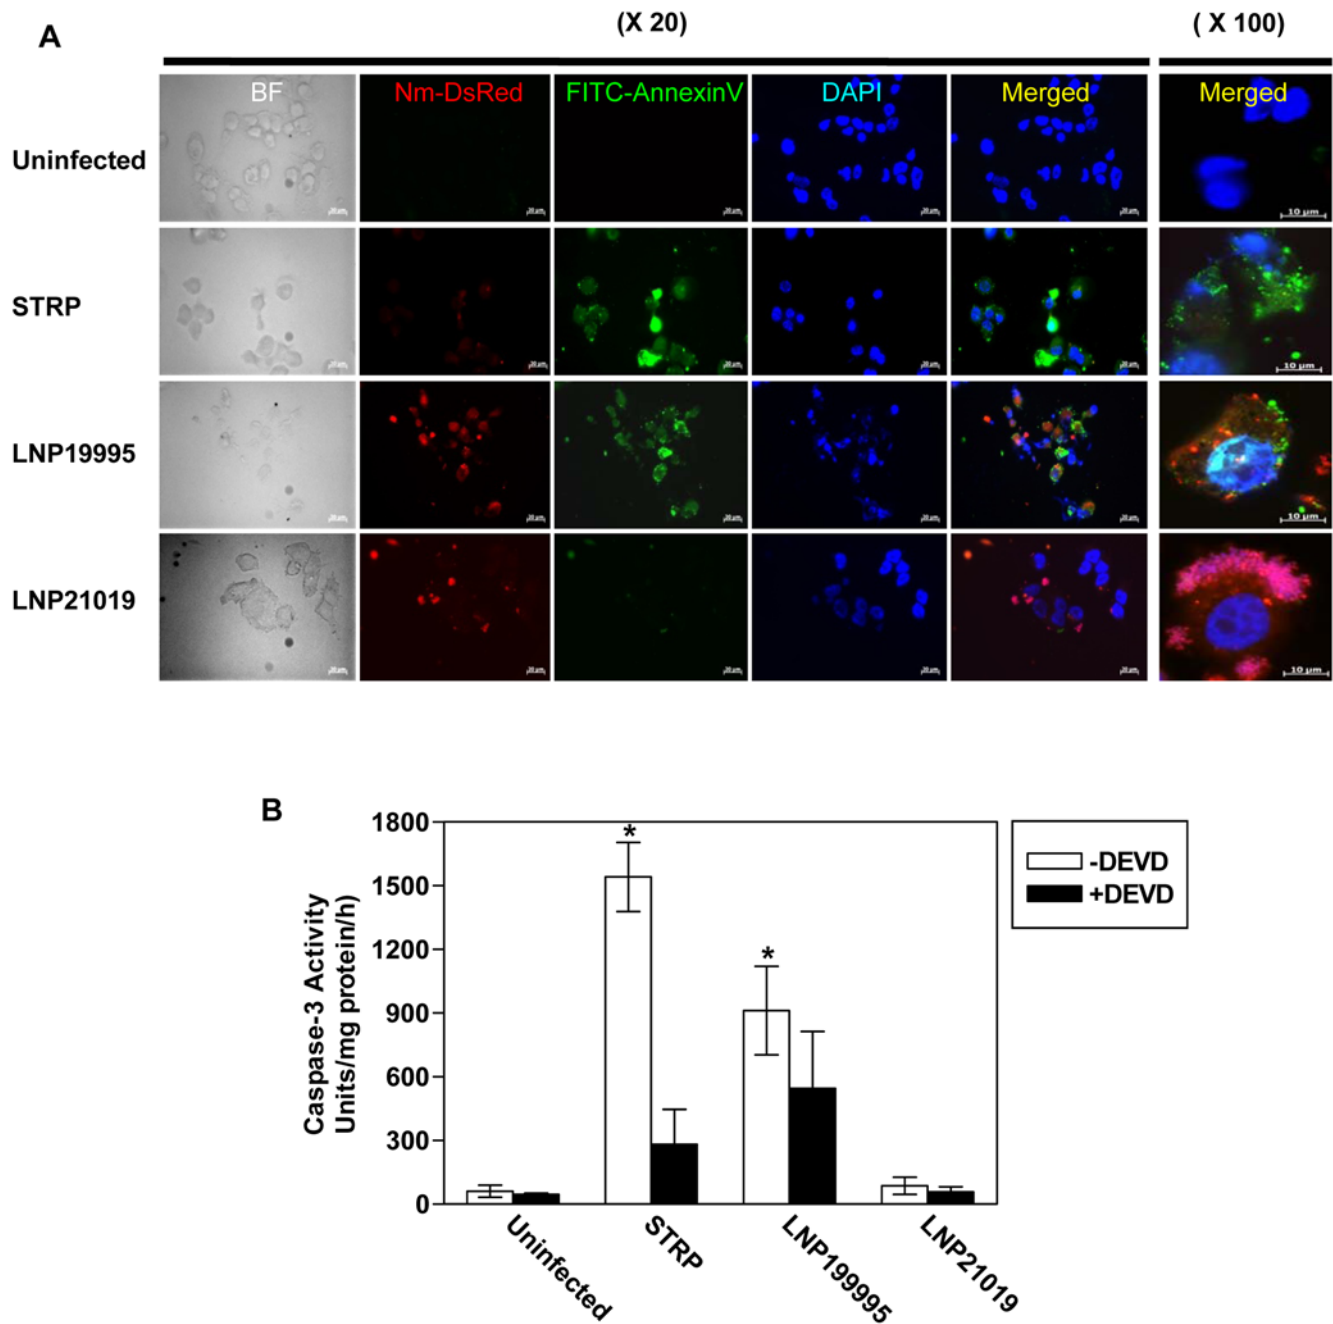 A
(X 20)
( X 100)
BF
Nm-DsRed
FITC-AnnexinV
DAPI
Merged
Merged
Uninfected
10 µm
STRP
10 µm
LNP19995
10 µm
LNP21019
10 µm
B
1800
1500
1200
900
600
300
0
Caspase-3 Activity
Units/mg protein/h)
*
*
-DEVD
+DEVD
Uninfected
STRP
LNP199995
LNP21019